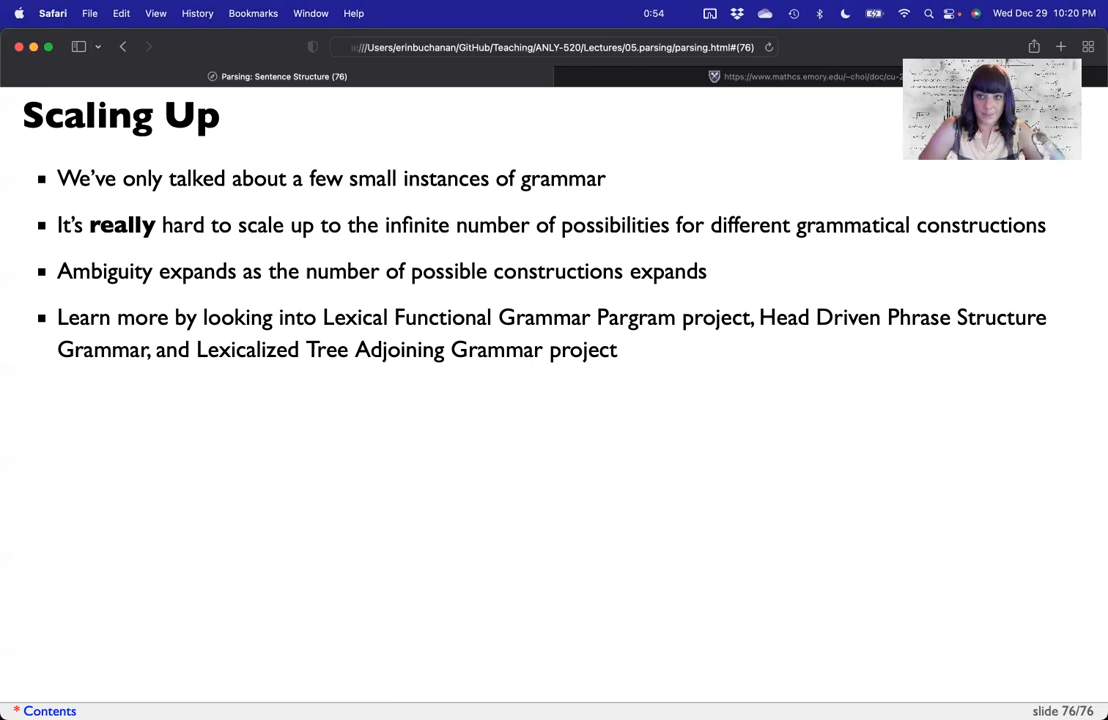 Safari File Edit View History Bookmarks Window Help 0:54 Wed Dec 29 10:20 PM
///Users/erinbuchanan/GitHub/Teaching/ANLY-520/Lectures/05.parsing/parsing.html#(76)
Parsing: Sentence Structure (76) https://www.mathcs.emory.edu/~choi/doc/cu-2
Scaling Up
We've only talked about a few small instances of grammar
It's really hard to scale up to the infinite number of possibilities for different grammatical constructions
Ambiguity expands as the number of possible constructions expands
Learn more by looking into Lexical Functional Grammar Pargram project, Head Driven Phrase Structure
Grammar, and Lexicalized Tree Adjoining Grammar project
* Contents slide 76/76